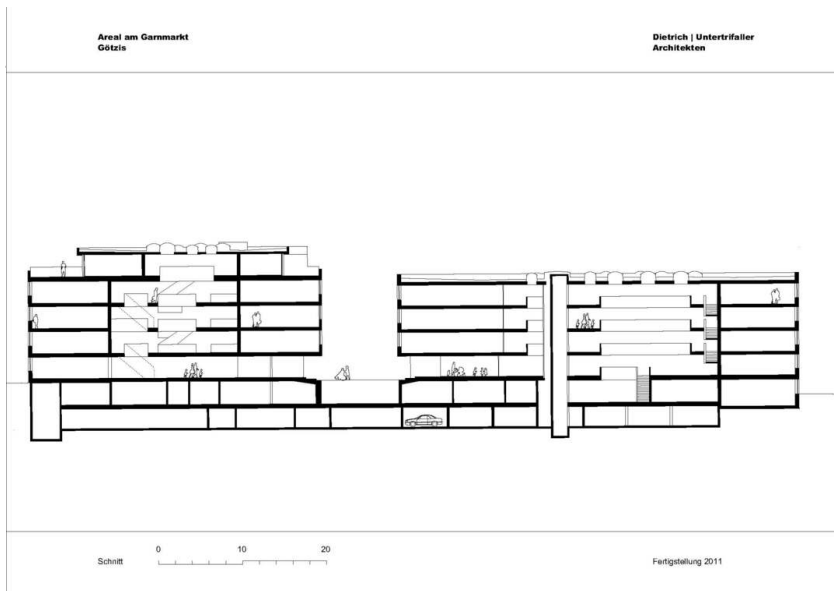 Areal am Garnmarkt
Götzis
Dietrich | Untertrifaller
Architekten
Schnitt
0 10 20
Fertigstellung 2011